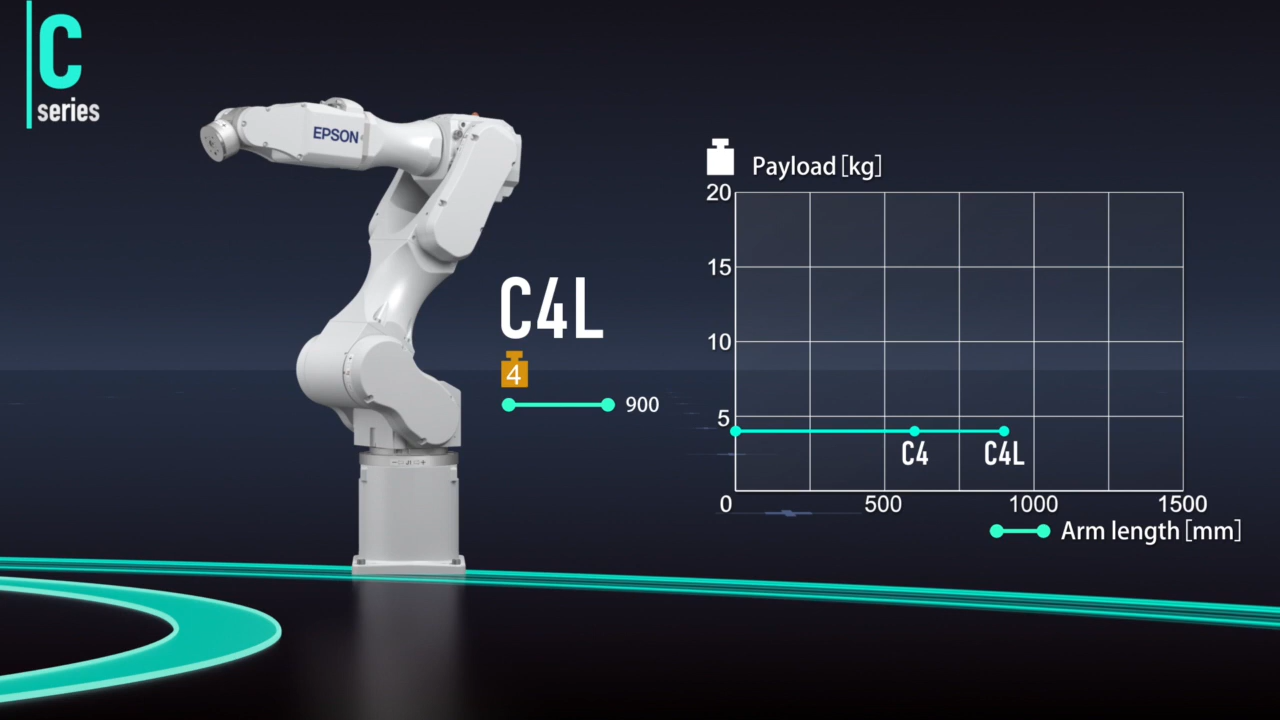 C
series
EPSON
C4L
4
900
Payload [kg]
20
15
10
5
C4 C4L
0 500 1000 1500
Arm length [mm]